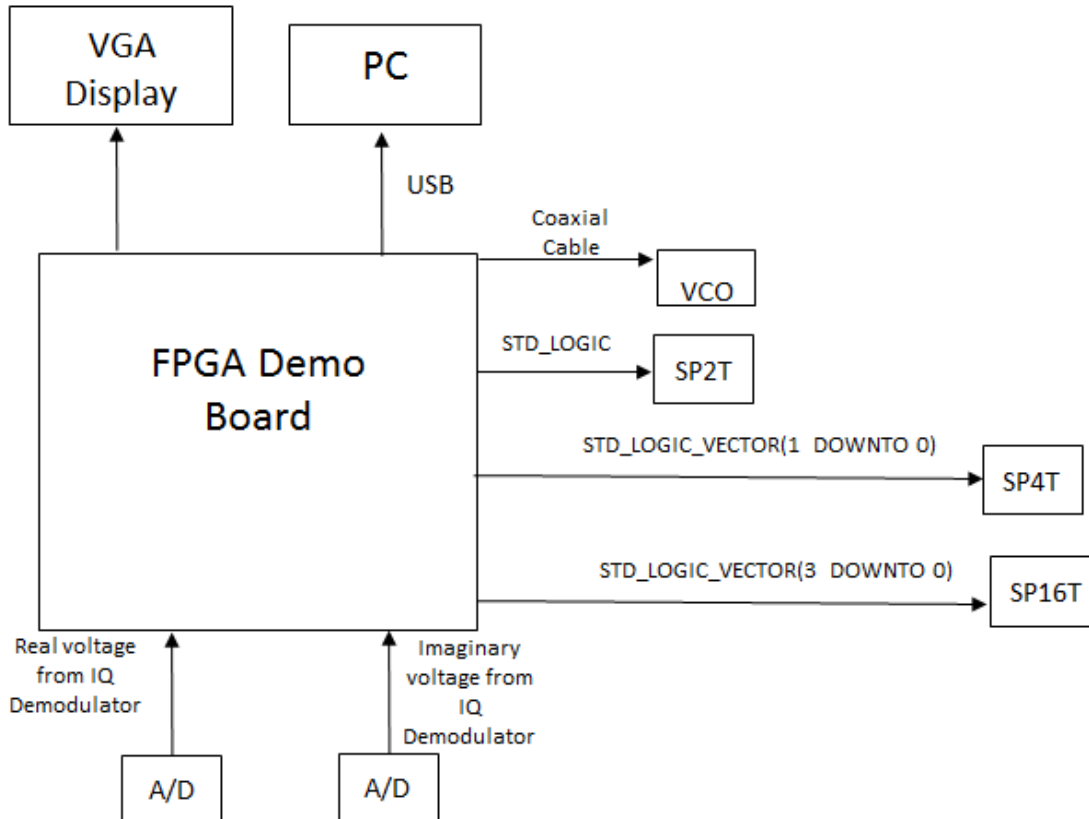 VGA
Display
PC
USB
Coaxial
Cable
VCO
FPGA Demo
Board
STD_LOGIC
SP2T
STD_LOGIC_VECTOR(1 DOWNTO 0)
SP4T
STD_LOGIC_VECTOR(3 DOWNTO 0)
SP16T
Real voltage
from IQ
Demodulator
Imaginary
voltage from
IQ
Demodulator
A/D
A/D